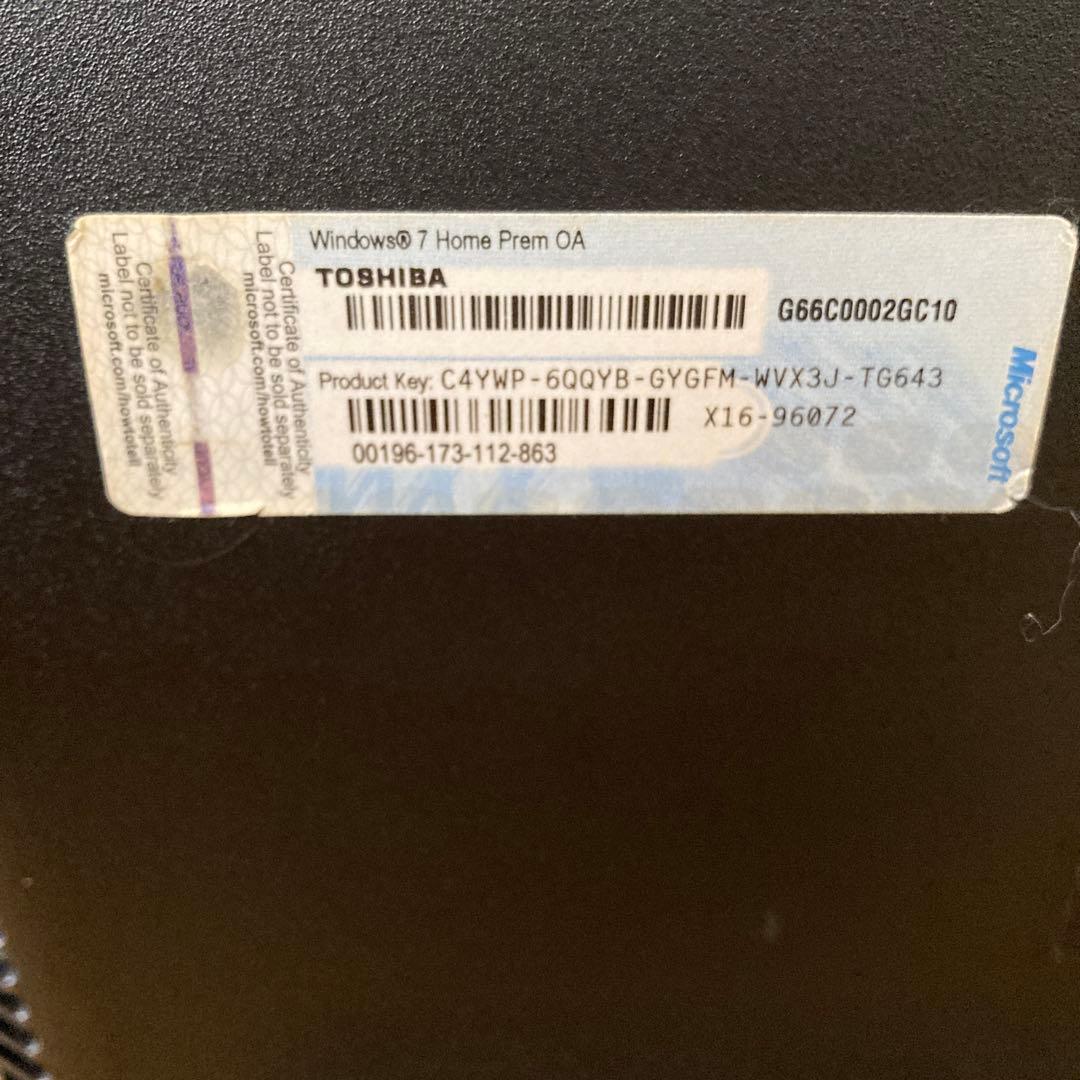 Windows® 7 Home Prem OA
TOSHIBA
G66C0002GC10
Product Key: C4YWP-6QQYB-GYGFM-WVX3J-TG643
X16-96072
00196-173-112-863
Microsoft
Certificate of Authenticity
Label not to be sold separately
microsoft.com/howtotell
Certificate of Authenticity
Label not to be sold separately
microsoft.com/howtotell